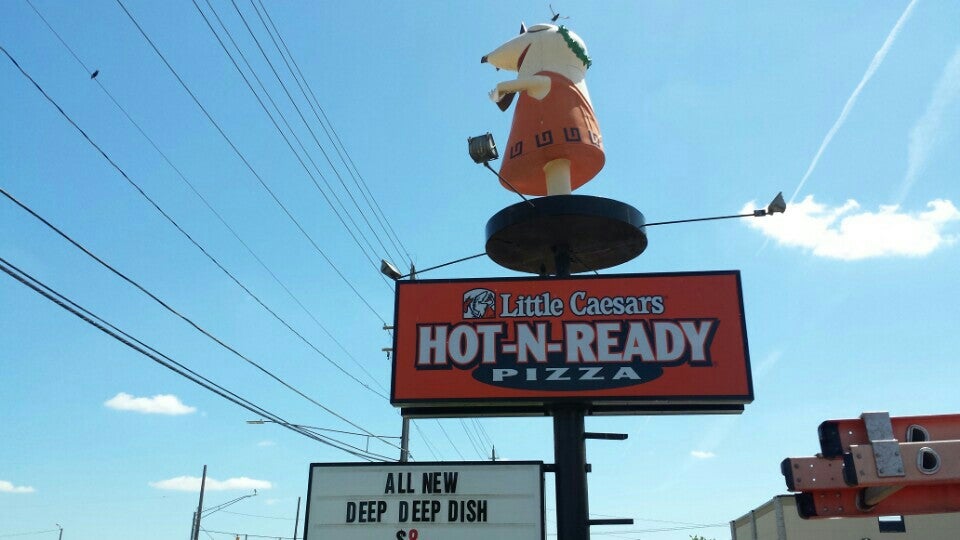 Little Caesars
HOT-N-READY
PIZZA
ALL NEW
DEEP DEEP DISH